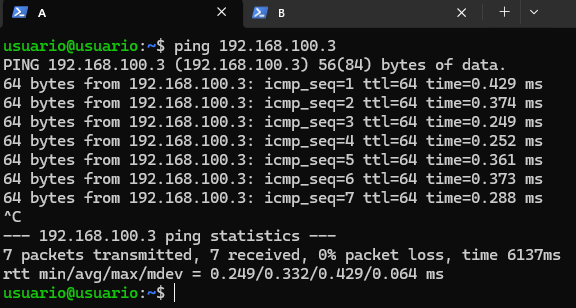 A
B
usuario@usuario:~$ ping 192.168.100.3
PING 192.168.100.3 (192.168.100.3) 56(84) bytes of data.
64 bytes from 192.168.100.3: icmp_seq=1 ttl=64 time=0.429 ms
64 bytes from 192.168.100.3: icmp_seq=2 ttl=64 time=0.374 ms
64 bytes from 192.168.100.3: icmp_seq=3 ttl=64 time=0.249 ms
64 bytes from 192.168.100.3: icmp_seq=4 ttl=64 time=0.252 ms
64 bytes from 192.168.100.3: icmp_seq=5 ttl=64 time=0.361 ms
64 bytes from 192.168.100.3: icmp_seq=6 ttl=64 time=0.373 ms
64 bytes from 192.168.100.3: icmp_seq=7 ttl=64 time=0.288 ms
^C
--- 192.168.100.3 ping statistics ---
7 packets transmitted, 7 received, 0% packet loss, time 6137ms
rtt min/avg/max/mdev = 0.249/0.332/0.429/0.064 ms
usuario@usuario:~$